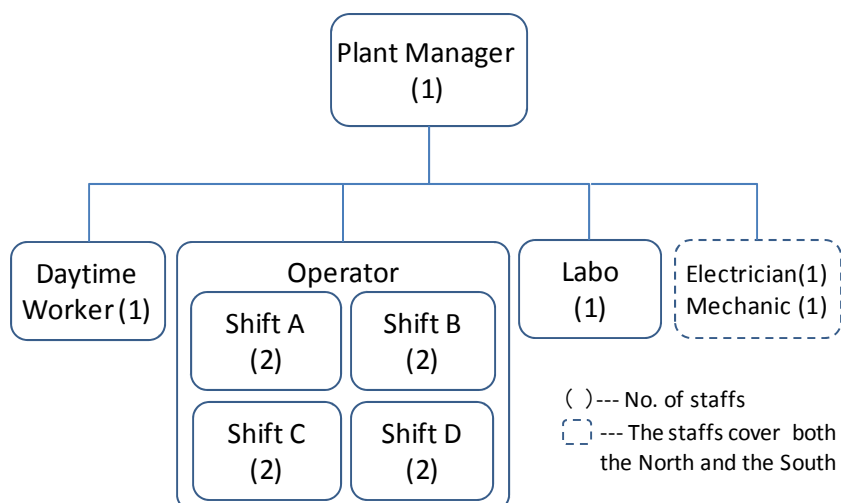 Plant Manager
(1)
Daytime
Worker (1)
Operator
Shift A
(2)
Shift B
(2)
Shift C
(2)
Shift D
(2)
Labo
(1)
Electrician(1)
Mechanic (1)
( )--- No. of staffs
--- The staffs cover both
the North and the South